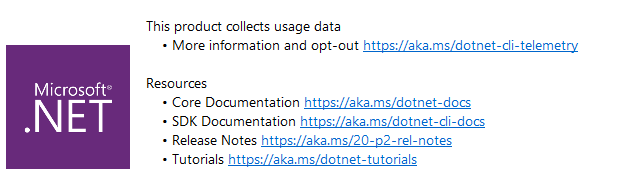 This product collects usage data
• More information and opt-out https://aka.ms/dotnet-cli-telemetry
Microsoft®
.NET
Resources
• Core Documentation https://aka.ms/dotnet-docs
• SDK Documentation https://aka.ms/dotnet-cli-docs
• Release Notes https://aka.ms/20-p2-rel-notes
• Tutorials https://aka.ms/dotnet-tutorials